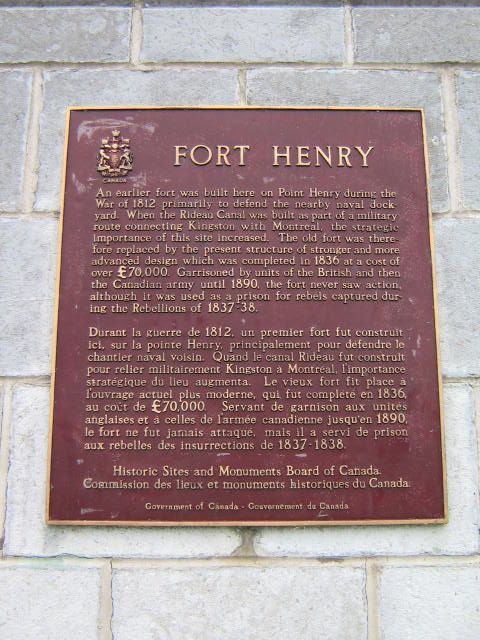 CANADA
FORT HENRY
An earlier fort was built here on Point Henry during the
War of 1812 primarily to defend the nearby naval dock-
yard. When the Rideau Canal was built as part of a military
route connecting Kingston with Montreal, the strategic
importance of this site increased. The old fort was there-
fore replaced by the present structure of stronger and more
advanced design which was completed in 1836 at a cost of
over £70,000. Garrisoned by units of the British and then
the Canadian army until 1890, the fort never saw action,
although it was used as a prison for rebels captured dur-
ing the Rebellions of 1837-38.
Durant la guerre de 1812, un premier fort fut construit
ici, sur la pointe Henry, principalement pour défendre le
chantier naval voisin. Quand le canal Rideau fut construit
pour relier militairement Kingston à Montréal, l'importance
stratégique du lieu augmenta. Le vieux fort fit place à
l'ouvrage actuel plus moderne, qui fut complété en 1836,
au coût de £70,000. Servant de garnison aux unités
anglaises et à celles de l'armée canadienne jusqu'en 1890,
le fort ne fut jamais attaqué, mais il a servi de prison
aux rebelles des insurrections de 1837-1838.
Historic Sites and Monuments Board of Canada.
Commission des lieux et monuments historiques du Canada.
Government of Canada - Gouvernement du Canada